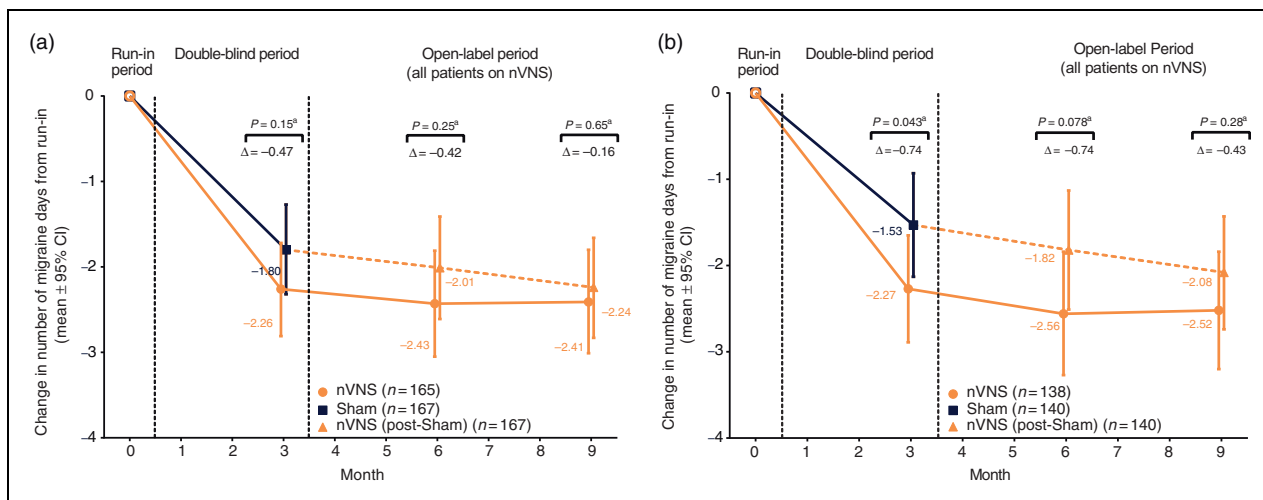 (a)
Run-in
period
Double-blind period
Open-label period
(all patients on nVNS)
P = 0.15a
Δ = −0.47
P = 0.25a
Δ = −0.42
P = 0.65a
Δ = −0.16
0
−1
−2
−3
−4
Change in number of migraine days from run-in
(mean ± 95% CI)
−1.80
−2.26
−2.01
−2.43
−2.24
−2.41
nVNS (n = 165)
Sham (n = 167)
nVNS (post-Sham) (n = 167)
0 1 2 3 4 5 6 7 8 9
Month
(b)
Run-in
period
Double-blind period
Open-label Period
(all patients on nVNS)
P = 0.043a
Δ = −0.74
P = 0.078a
Δ = −0.74
P = 0.28a
Δ = −0.43
0
−1
−2
−3
−4
Change in number of migraine days from run-in
(mean ± 95% CI)
−1.53
−2.27
−1.82
−2.56
−2.08
−2.52
nVNS (n = 138)
Sham (n = 140)
nVNS (post-Sham) (n = 140)
0 1 2 3 4 5 6 7 8 9
Month